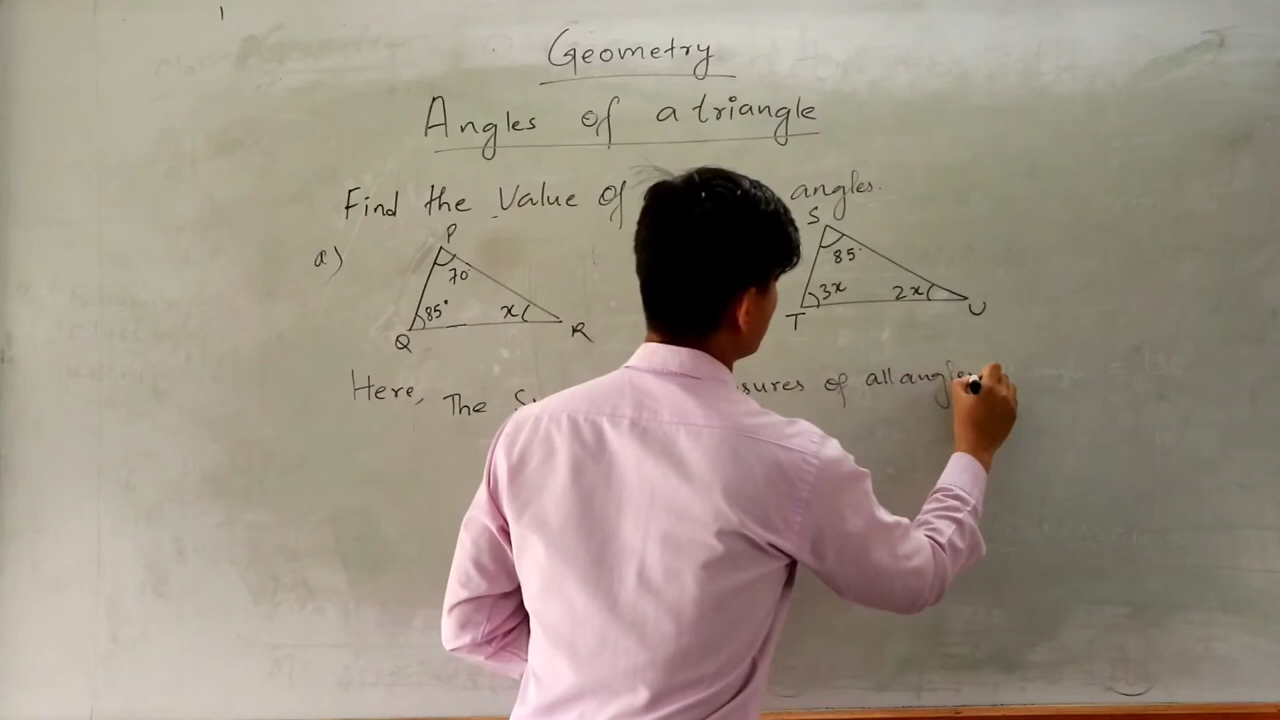 Geometry
Angles of a triangle
Find the Value of angles.
a)
P
70°
85°
x
Q
R
S
85°
3x
2x
T
U
Here, The sures of all angles